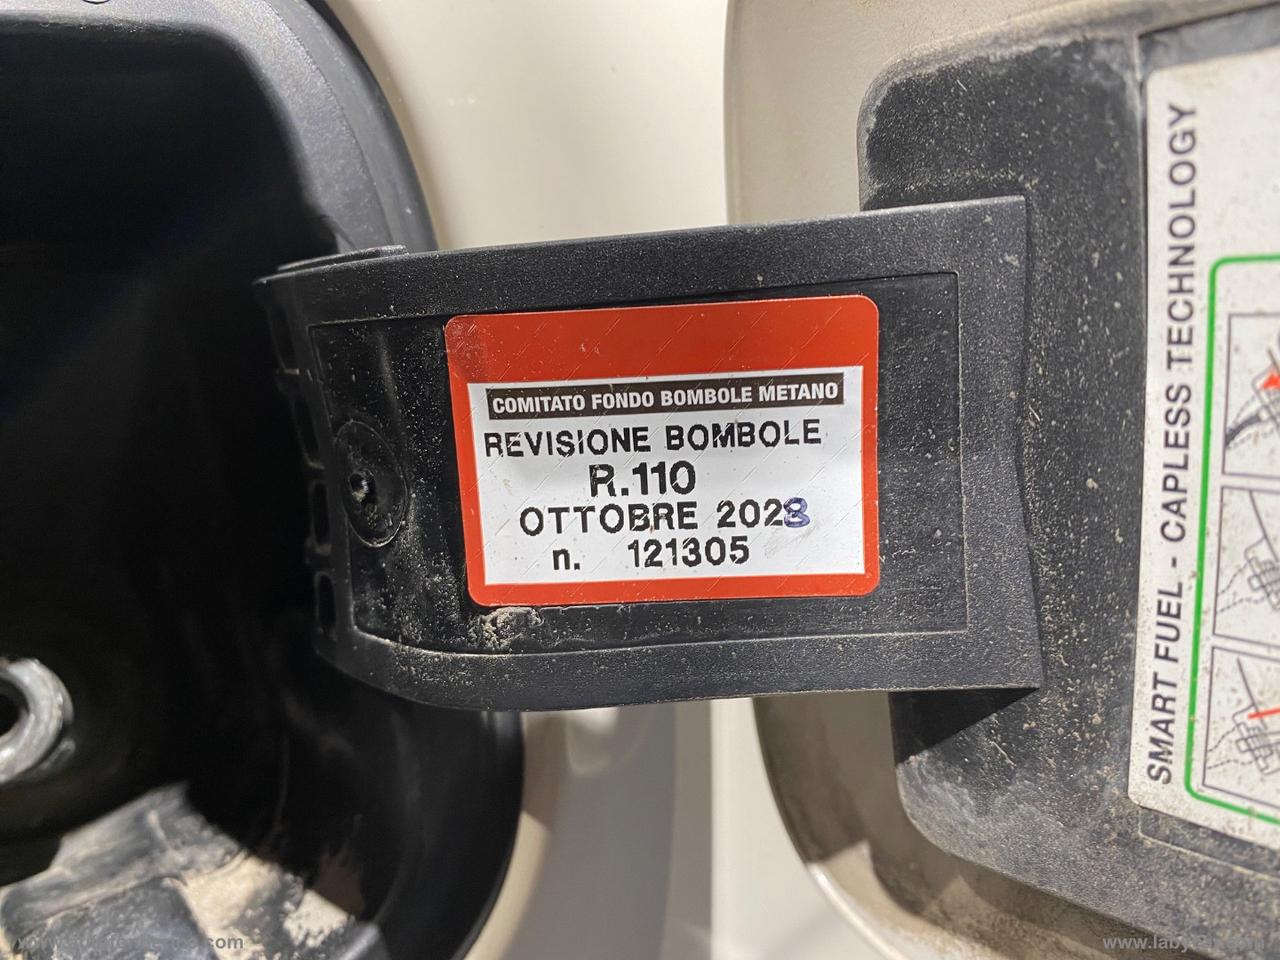 COMITATO FONDO BOMBOLE METANO
REVISIONE BOMBOLE
R.110
OTTOBRE 2028
n. 121305
SMART FUEL - CAPLESS TECHNOLOGY